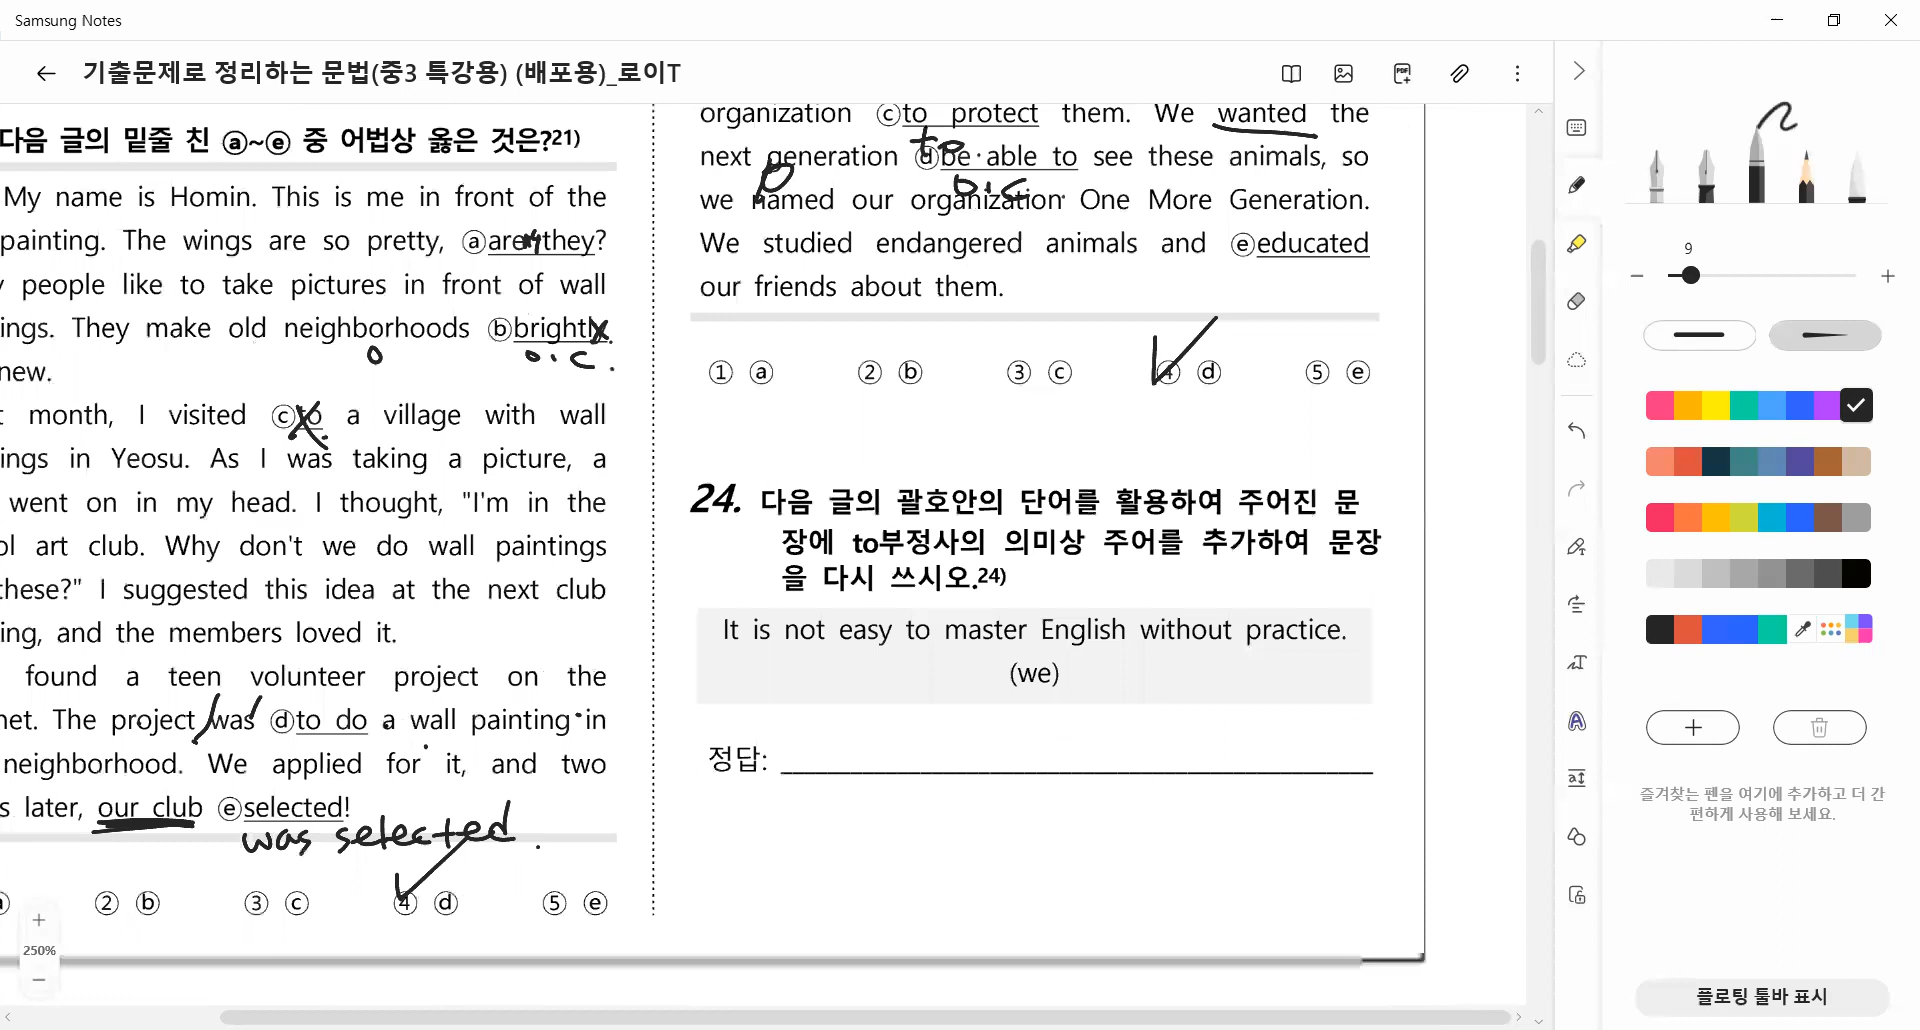 Samsung Notes
기출문제로 정리하는 문법(중3 특강용) (배포용)_로이T
다음 글의 밑줄 친 ⓐ~ⓔ 중 어법상 옳은 것은?21)
My name is Homin. This is me in front of the
painting. The wings are so pretty, ⓐare they?
people like to take pictures in front of wall
ings. They make old neighborhoods ⓑbrightly
o o.c.
new.
month, I visited ⓒto a village with wall
ings in Yeosu. As I was taking a picture, a
went on in my head. I thought, "I'm in the
ol art club. Why don't we do wall paintings
these?" I suggested this idea at the next club
ing, and the members loved it.
found a teen volunteer project on the
net. The project was ⓓto do a wall painting in
neighborhood. We applied for it, and two
s later, our club ⓔselected!
was selected.
② ⓑ ③ ⓒ ④ ⓓ ⑤ ⓔ
organization ⓒto protect them. We wanted the
to
next generation ⓓbe able to see these animals, so
o.c
we named our organization One More Generation.
We studied endangered animals and ⓔeducated
our friends about them.
① ⓐ ② ⓑ ③ ⓒ ④ ⓓ ⑤ ⓔ
24. 다음 글의 괄호안의 단어를 활용하여 주어진 문
장에 to부정사의 의미상 주어를 추가하여 문장
을 다시 쓰시오.24)
It is not easy to master English without practice.
(we)
정답:
250%
9
즐겨찾는 펜을 여기에 추가하고 더 간
편하게 사용해 보세요.
플로팅 툴바 표시